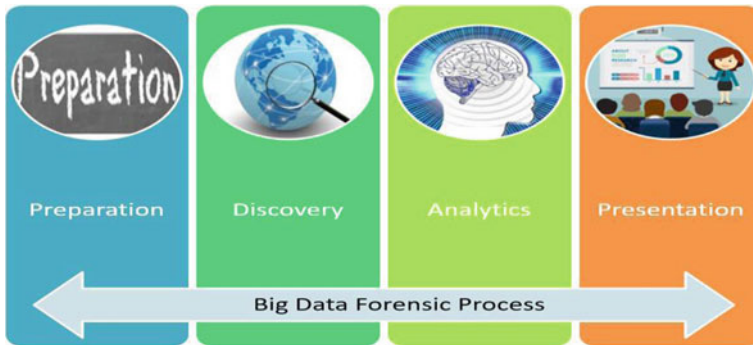 Preparation
Preparation
Discovery
Analytics
Presentation
Big Data Forensic Process